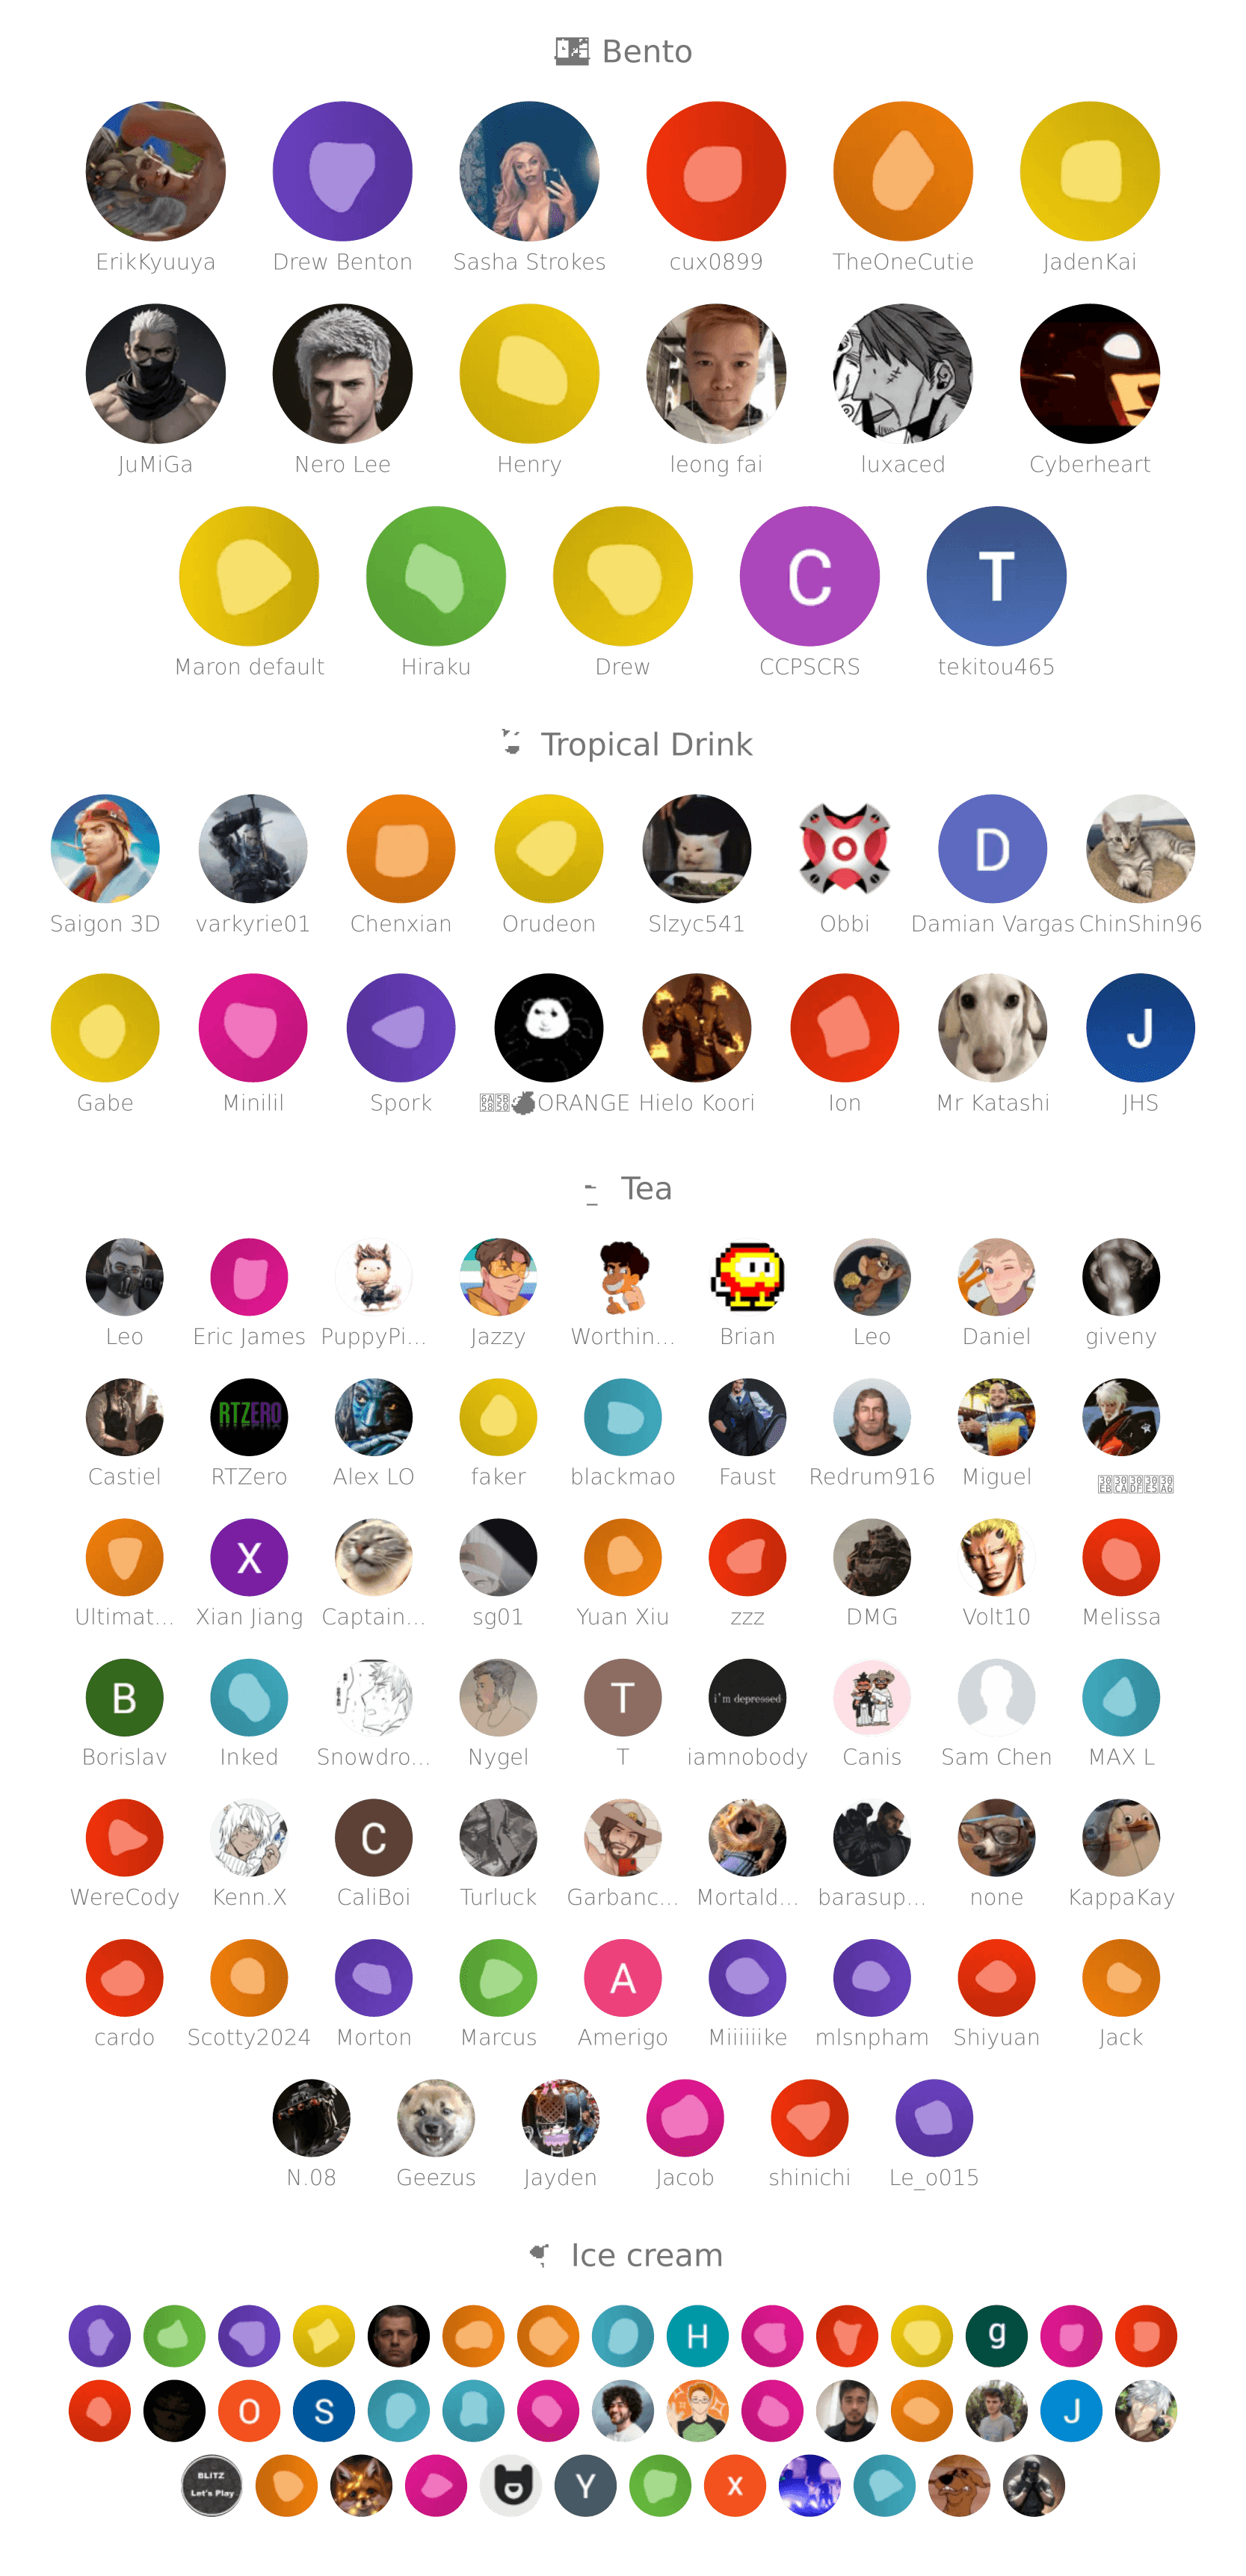 Bento
ErikKyuuya Drew Benton Sasha Strokes cux0899 TheOneCutie JadenKai
JuMiGa Nero Lee Henry leong fai luxaced Cyberheart
C T
Maron default Hiraku Drew CCPSCRS tekitou465
Tropical Drink
D
Saigon 3D varkyrie01 Chenxian Orudeon Slzyc541 Obbi Damian Vargas ChinShin96
J
Gabe Minilil Spork ORANGE Hielo Koori Ion Mr Katashi JHS
Tea
Leo Eric James PuppyPi... Jazzy Worthin... Brian Leo Daniel giveny
RTZERO
Castiel RTZero Alex LO faker blackmao Faust Redrum916 Miguel
X
Ultimat... Xian Jiang Captain... sg01 Yuan Xiu zzz DMG Volt10 Melissa
B T i'm depressed
Borislav Inked Snowdro... Nygel T iamnobody Canis Sam Chen MAX L
C
WereCody Kenn.X CaliBoi Turluck Garbanc... Mortald... barasup... none KappaKay
A
cardo Scotty2024 Morton Marcus Amerigo Miiiiiike mlsnpham Shiyuan Jack
N.08 Geezus Jayden Jacob shinichi Le_o015
Ice cream
H g
O S J
BLITZ
Let's Play Y x